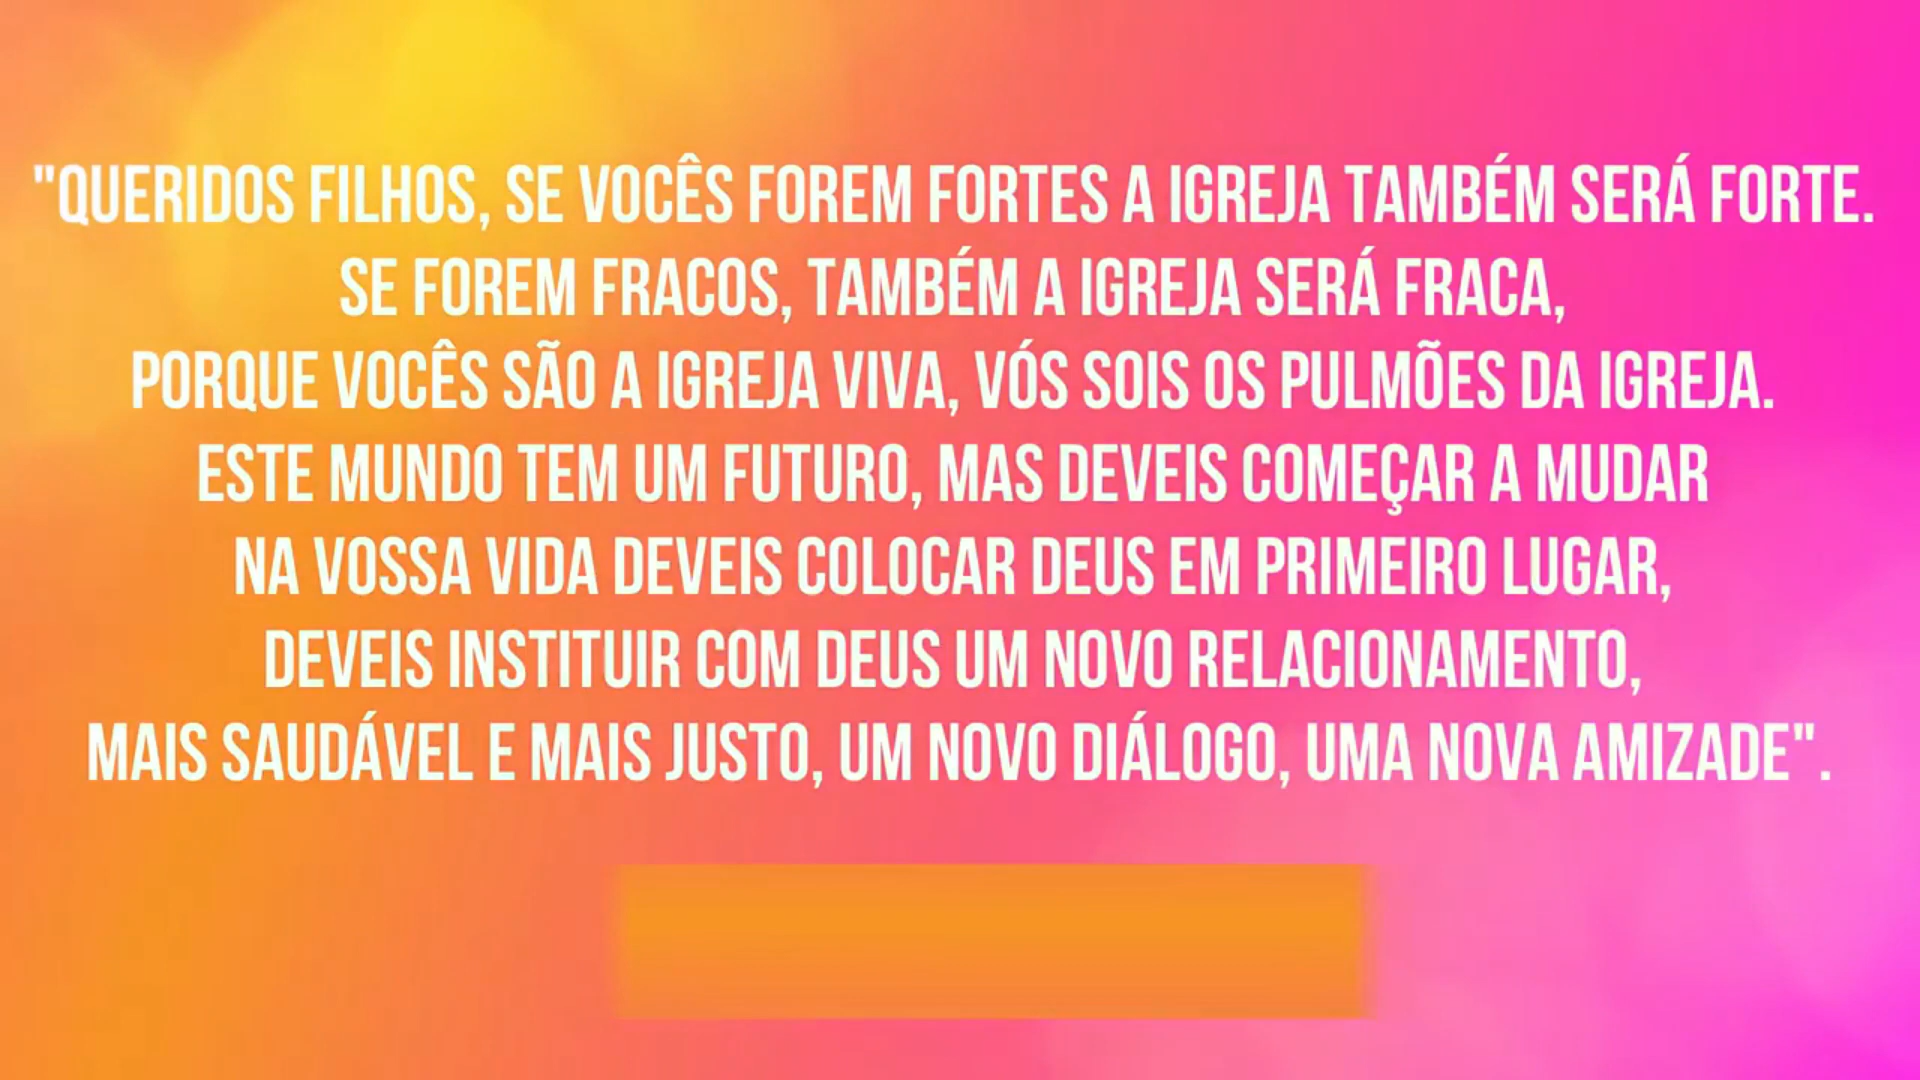 "QUERIDOS FILHOS, SE VOCÊS FOREM FORTES A IGREJA TAMBÉM SERÁ FORTE.
SE FOREM FRACOS, TAMBÉM A IGREJA SERÁ FRACA,
PORQUE VOCÊS SÃO A IGREJA VIVA, VÓS SOIS OS PULMÕES DA IGREJA.
ESTE MUNDO TEM UM FUTURO, MAS DEVEIS COMEÇAR A MUDAR
NA VOSSA VIDA DEVEIS COLOCAR DEUS EM PRIMEIRO LUGAR,
DEVEIS INSTITUIR COM DEUS UM NOVO RELACIONAMENTO,
MAIS SAUDÁVEL E MAIS JUSTO, UM NOVO DIÁLOGO, UMA NOVA AMIZADE".